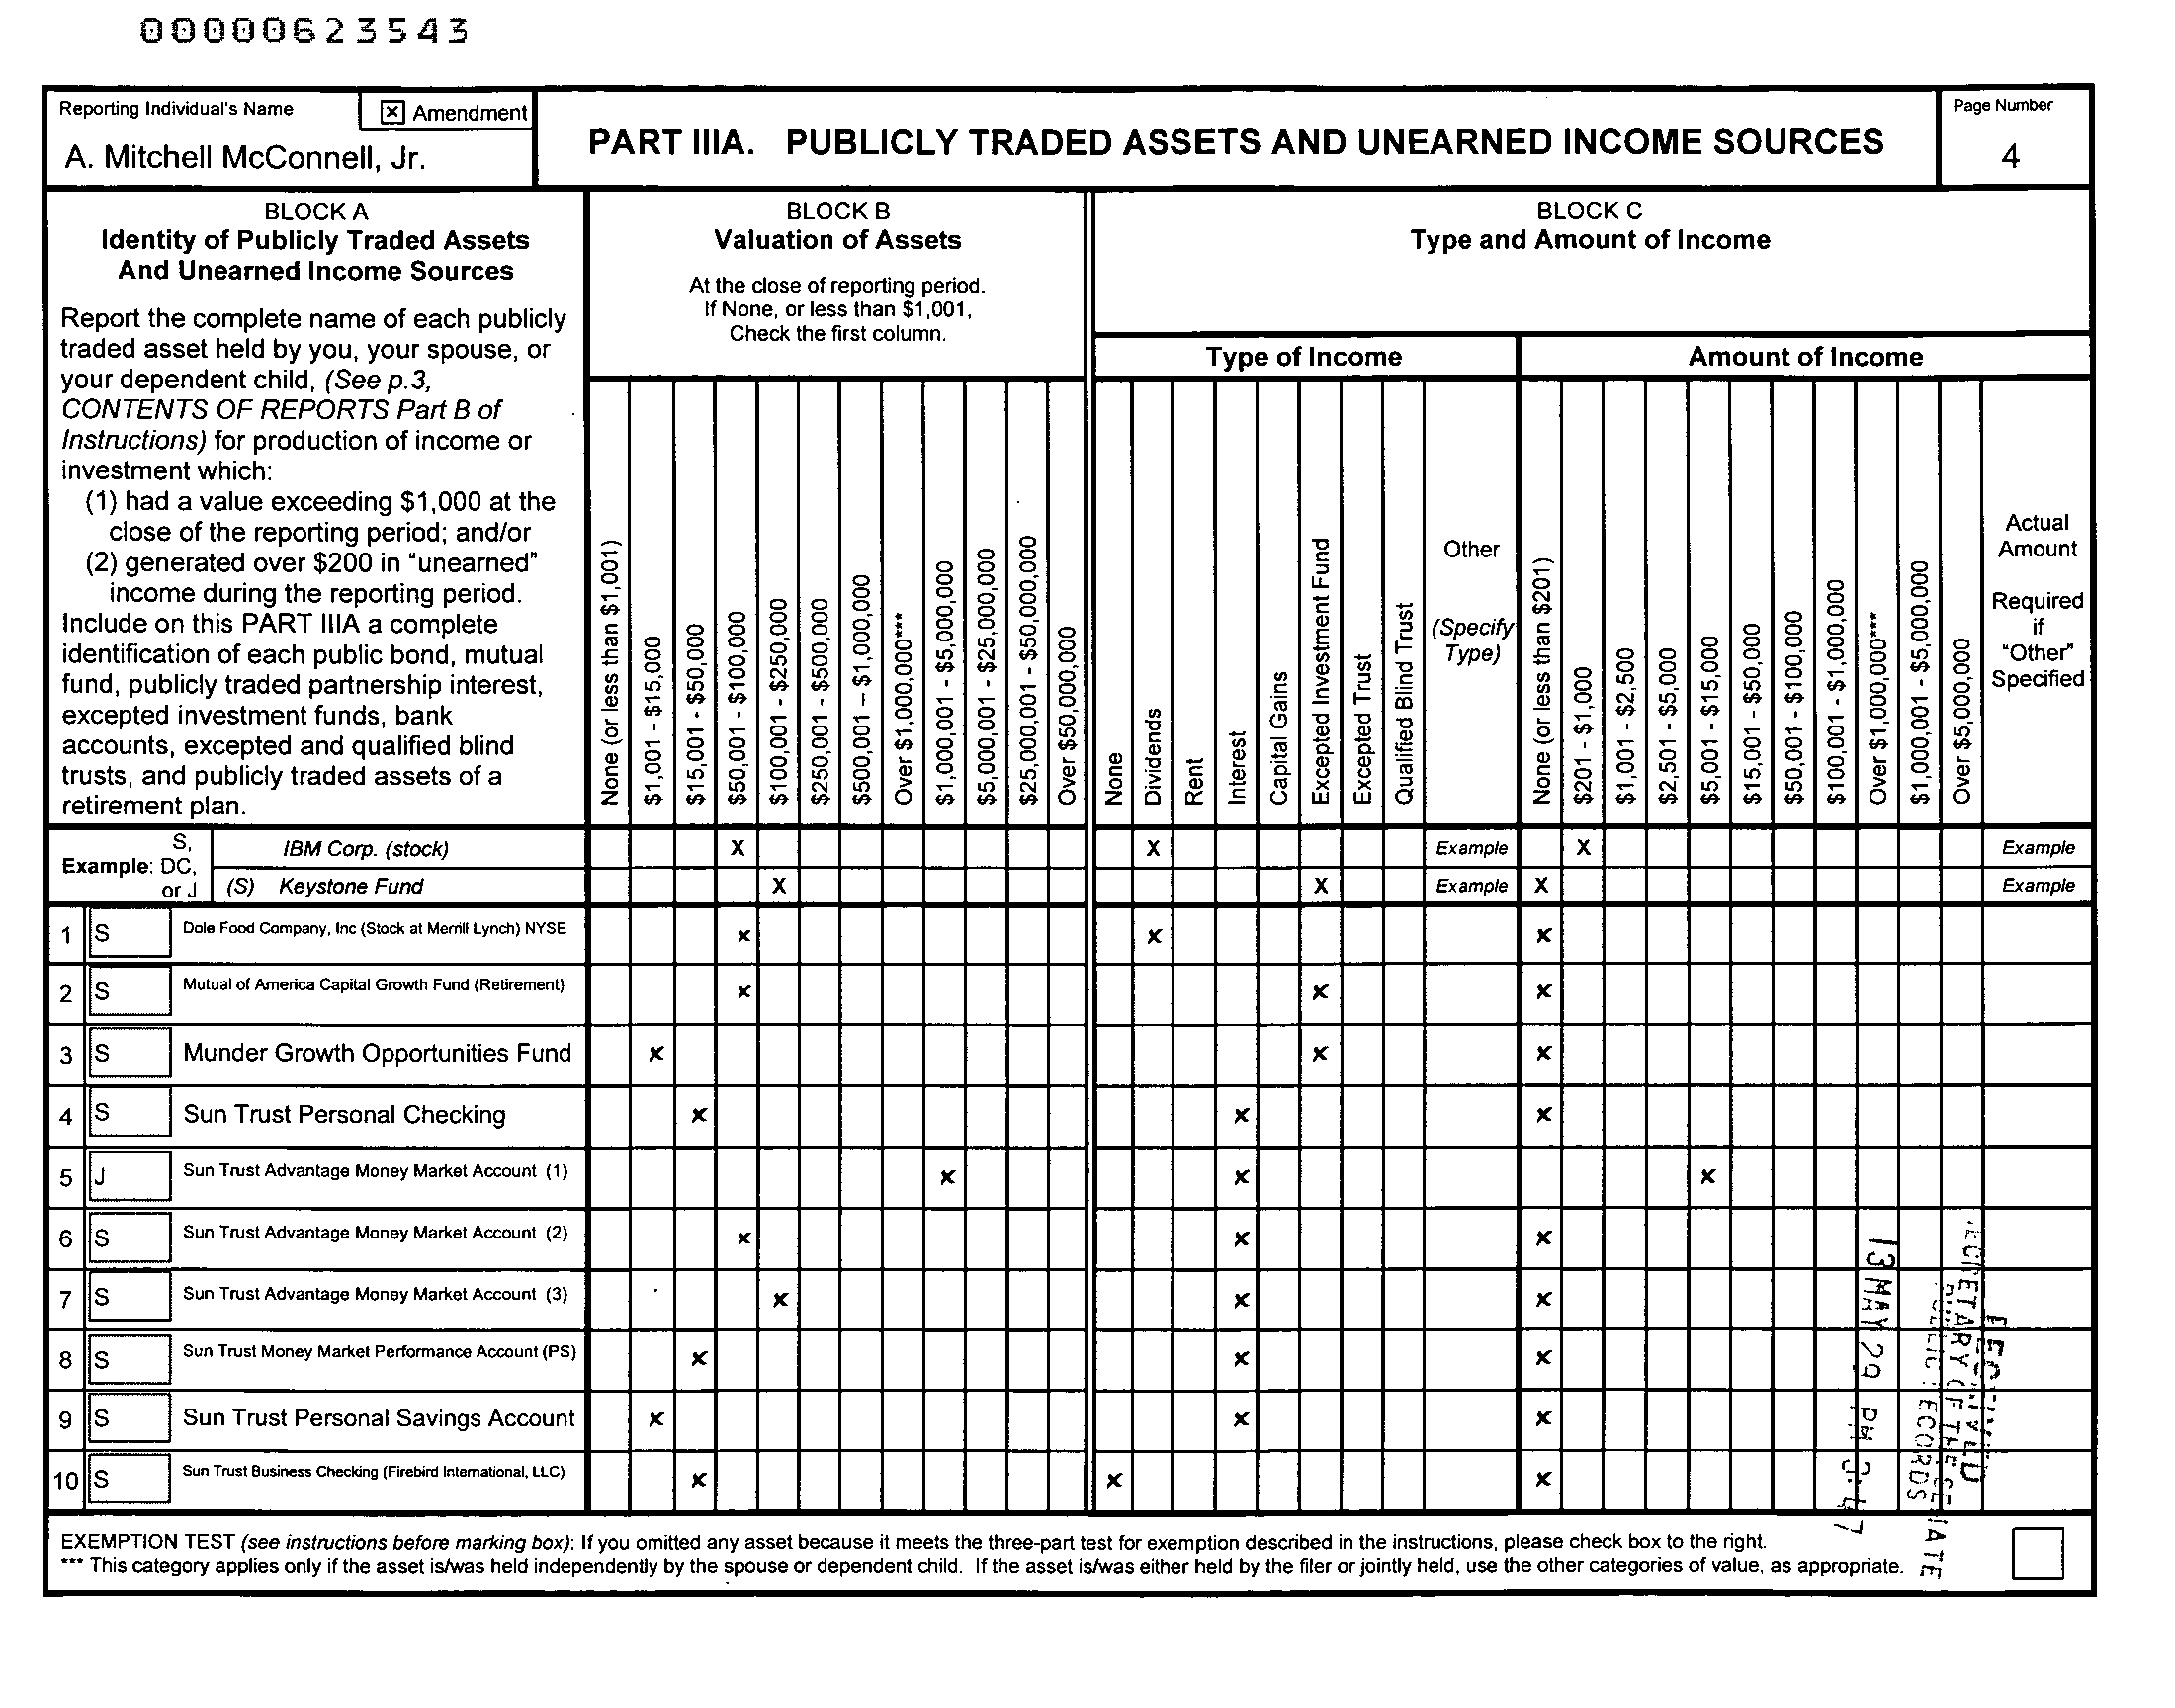 00000623543
Reporting Individual's Name
☒ Amendment
A. Mitchell McConnell, Jr.
PART IIIA. PUBLICLY TRADED ASSETS AND UNEARNED INCOME SOURCES
Page Number
4
BLOCK A
Identity of Publicly Traded Assets
And Unearned Income Sources
Report the complete name of each publicly
traded asset held by you, your spouse, or
your dependent child, (See p.3,
CONTENTS OF REPORTS Part B of
Instructions) for production of income or
investment which:
(1) had a value exceeding $1,000 at the
close of the reporting period; and/or
(2) generated over $200 in "unearned"
income during the reporting period.
Include on this PART IIIA a complete
identification of each public bond, mutual
fund, publicly traded partnership interest,
excepted investment funds, bank
accounts, excepted and qualified blind
trusts, and publicly traded assets of a
retirement plan.
BLOCK B
Valuation of Assets
At the close of reporting period.
If None, or less than $1,001,
Check the first column.
None (or less than $1,001)
$1,001 - $15,000
$15,001 - $50,000
$50,001 - $100,000
$100,001 - $250,000
$250,001 - $500,000
$500,001 – $1,000,000
Over $1,000,000***
$1,000,001 - $5,000,000
$5,000,001 - $25,000,000
$25,000,001 - $50,000,000
Over $50,000,000
BLOCK C
Type and Amount of Income
Type of Income
None
Dividends
Rent
Interest
Capital Gains
Excepted Investment Fund
Excepted Trust
Qualified Blind Trust
Other
(Specify
Type)
Amount of Income
None (or less than $201)
$201 - $1,000
$1,001 - $2,500
$2,501 - $5,000
$5,001 - $15,000
$15,001 - $50,000
$50,001 - $100,000
$100,001 - $1,000,000
Over $1,000,000***
$1,000,001 - $5,000,000
Over $5,000,000
Actual
Amount
Required
if
"Other"
Specified
Example: S,
DC,
or J
IBM Corp. (stock) X X Example X Example
(S) Keystone Fund X X Example X Example
1 S Dole Food Company, Inc (Stock at Merrill Lynch) NYSE x x x
2 S Mutual of America Capital Growth Fund (Retirement) x x x
3 S Munder Growth Opportunities Fund x x x
4 S Sun Trust Personal Checking x x x
5 J Sun Trust Advantage Money Market Account (1) x x x
6 S Sun Trust Advantage Money Market Account (2) x x x
7 S Sun Trust Advantage Money Market Account (3) x x x
8 S Sun Trust Money Market Performance Account (PS) x x x
9 S Sun Trust Personal Savings Account x x x
10 S Sun Trust Business Checking (Firebird International, LLC) x x x
13 MAY 29 PM 3:47
EXEMPTION TEST (see instructions before marking box): If you omitted any asset because it meets the three-part test for exemption described in the instructions, please check box to the right.
*** This category applies only if the asset is/was held independently by the spouse or dependent child. If the asset is/was either held by the filer or jointly held, use the other categories of value, as appropriate.